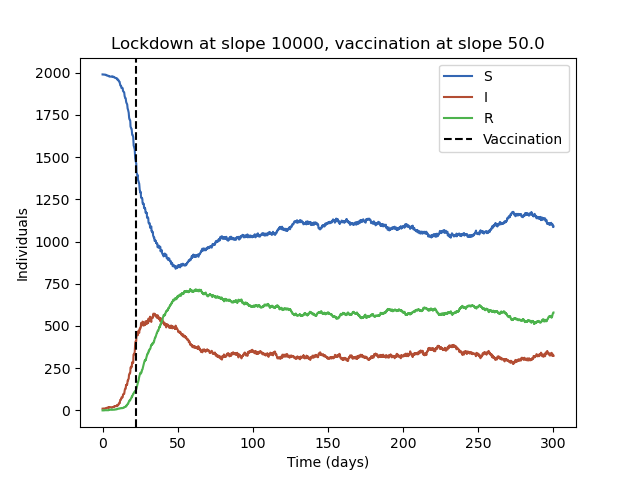 Lockdown at slope 10000, vaccination at slope 50.0
S
I
R
Vaccination
2000
1750
1500
1250
1000
750
500
250
0
Individuals
0 50 100 150 200 250 300
Time (days)